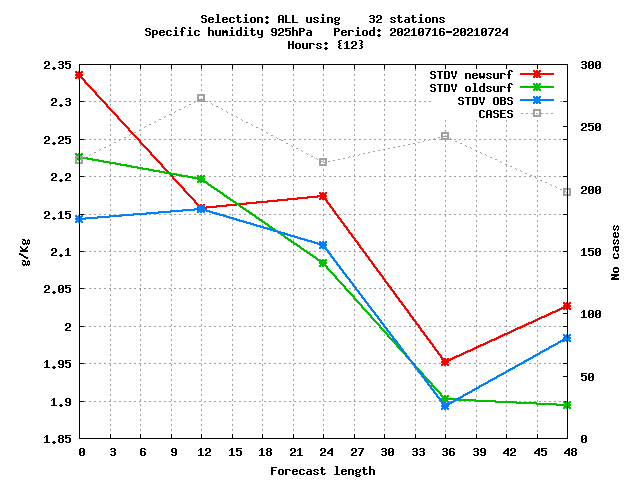 Selection: ALL using    32 stations
Specific humidity 925hPa   Period: 20210716-20210724
Hours: {12}
STDV newsurf
STDV oldsurf
STDV OBS
CASES
2.35
2.3
2.25
2.2
2.15
2.1
2.05
2
1.95
1.9
1.85
g/Kg
300
250
200
150
100
50
0
No cases
0 3 6 9 12 15 18 21 24 27 30 33 36 39 42 45 48
Forecast length